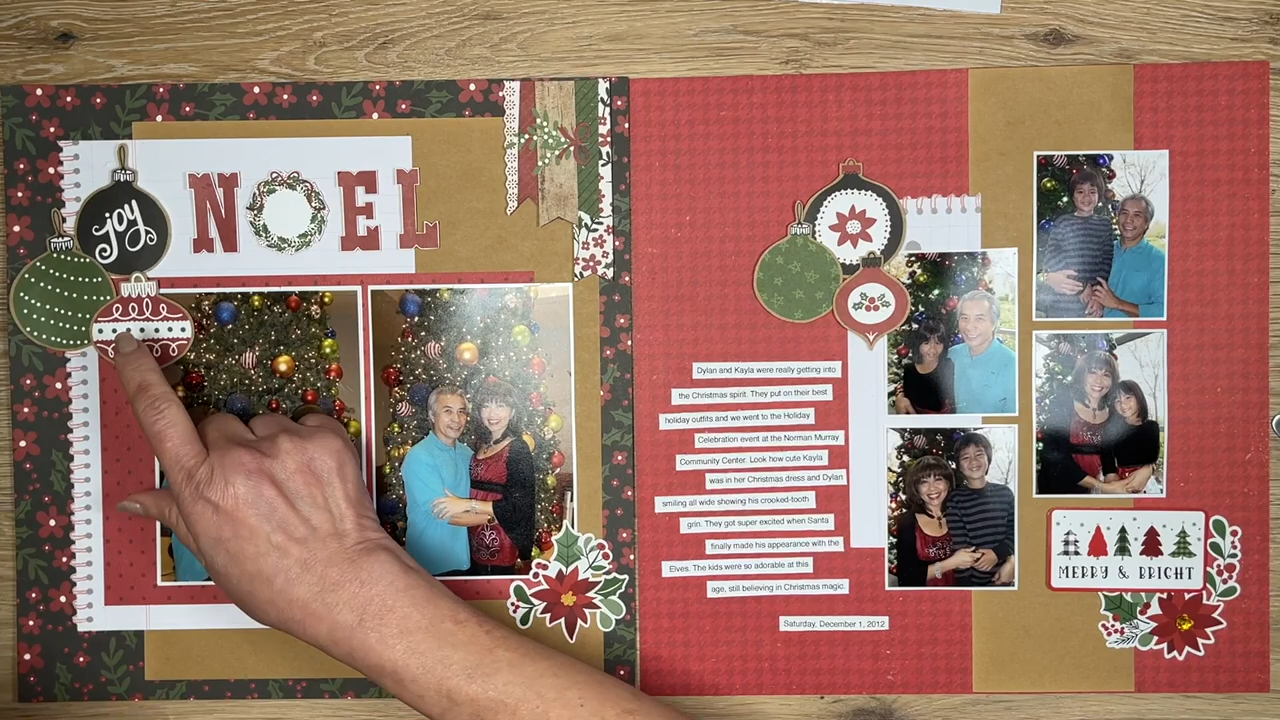 NOEL
joy
Dylan and Kayla were really getting into
the Christmas spirit. They put on their best
holiday outfits and we went to the Holiday
Celebration event at the Norman Murray
Community Center. Look how cute Kayla
was in her Christmas dress and Dylan
smiling all wide showing his crooked-tooth
grin. They got super excited when Santa
finally made his appearance with the
Elves. The kids were so adorable at this
age, still believing in Christmas magic.
Saturday, December 1, 2012
MERRY & BRIGHT